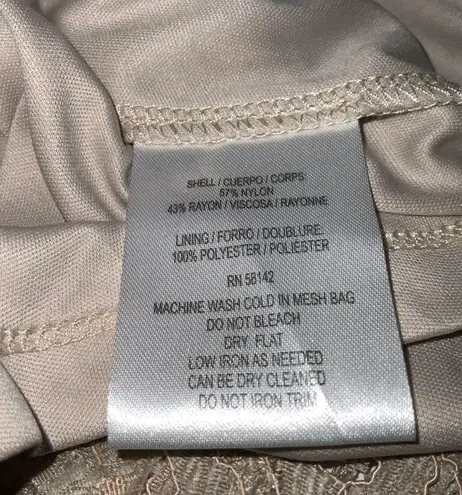 SHELL / CUERPO / CORPS:
57% NYLON
43% RAYON / VISCOSA / RAYONNE
LINING / FORRO / DOUBLURE:
100% POLYESTER / POLIÉSTER
RN 58142
MACHINE WASH COLD IN MESH BAG
DO NOT BLEACH
DRY FLAT
LOW IRON AS NEEDED
CAN BE DRY CLEANED
DO NOT IRON TRIM